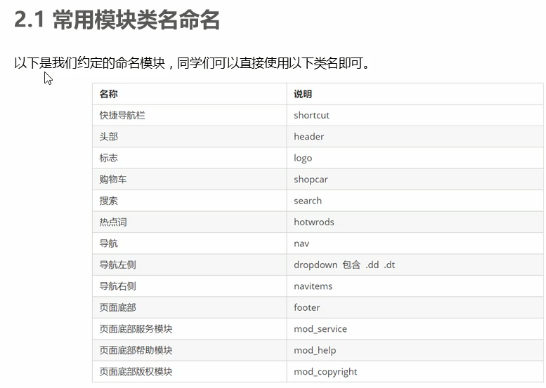 2.1 常用模块类名命名
以下是我们约定的命名模块，同学们可以直接使用以下类名即可。
名称 说明
快捷导航栏 shortcut
头部 header
标志 logo
购物车 shopcar
搜索 search
热点词 hotwrods
导航 nav
导航左侧 dropdown 包含 .dd .dt
导航右侧 navitems
页面底部 footer
页面底部服务模块 mod_service
页面底部帮助模块 mod_help
页面底部版权模块 mod_copyright